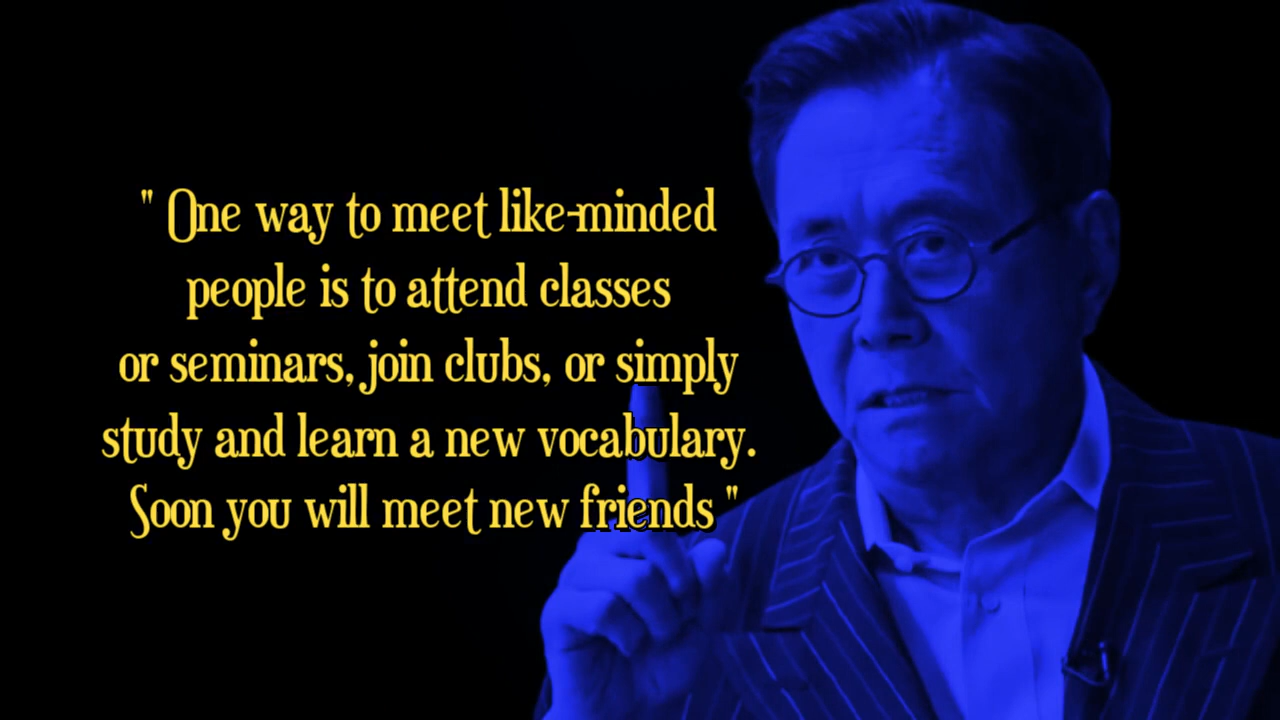 " One way to meet like-minded
people is to attend classes
or seminars, join clubs, or simply
study and learn a new vocabulary.
Soon you will meet new friends "